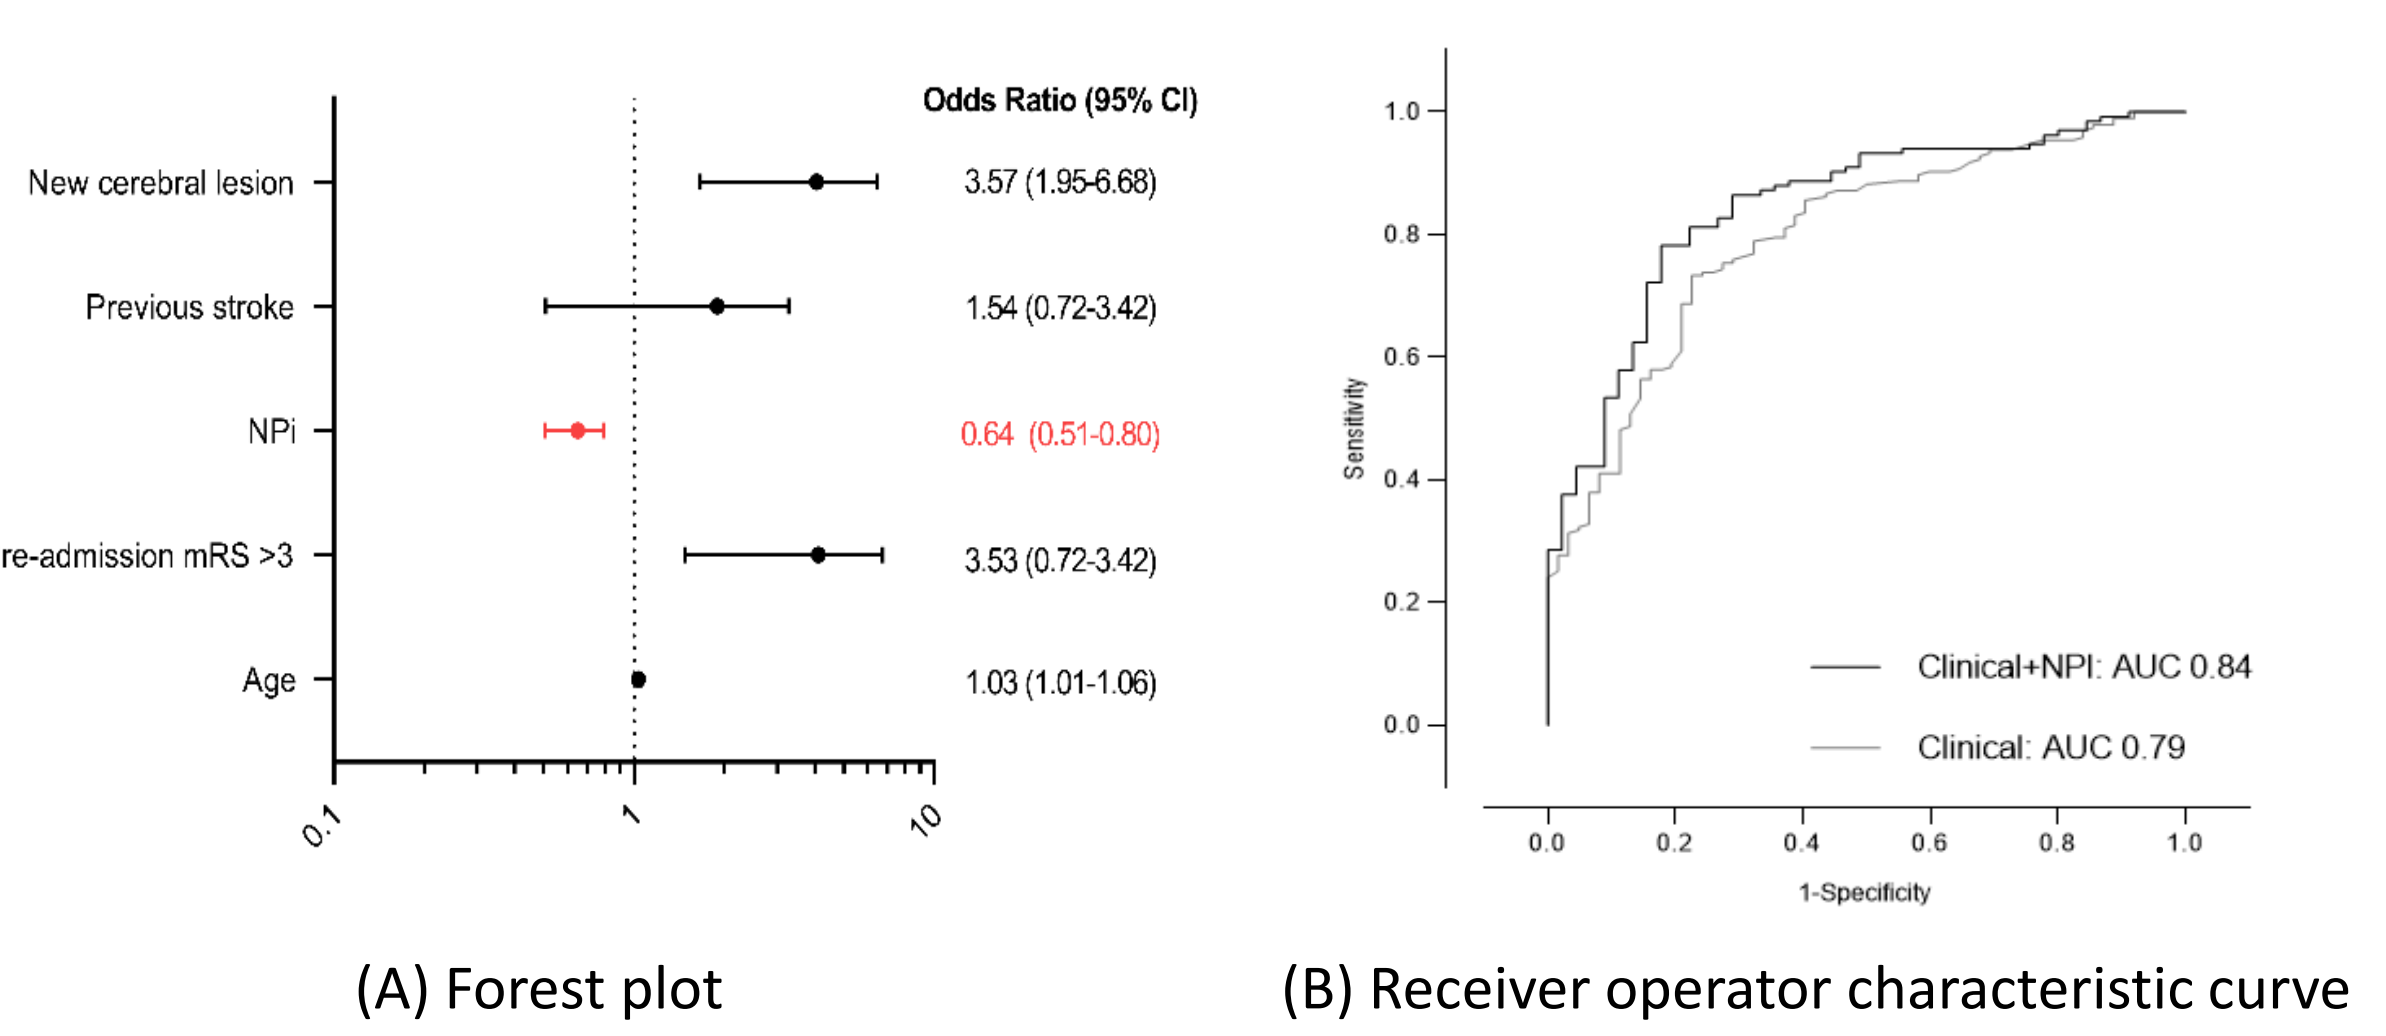 Odds Ratio (95% CI)
New cerebral lesion
3.57 (1.95-6.68)
Previous stroke
1.54 (0.72-3.42)
NPi
0.64 (0.51-0.80)
re-admission mRS >3
3.53 (0.72-3.42)
Age
1.03 (1.01-1.06)
0.1
1
10
(A) Forest plot
1.0
0.8
0.6
0.4
0.2
0.0
Sensitivity
Clinical+NPI: AUC 0.84
Clinical: AUC 0.79
0.0 0.2 0.4 0.6 0.8 1.0
1-Specificity
(B) Receiver operator characteristic curve